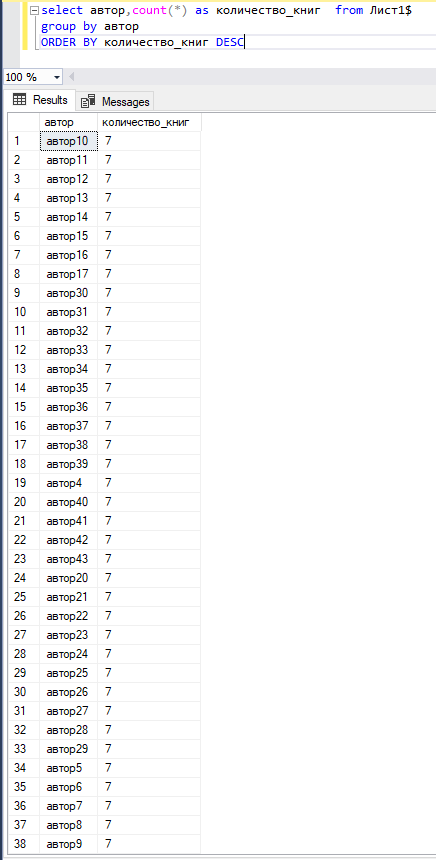 select автор,count(*) as количество_книг from Лист1$
group by автор
ORDER BY количество_книг DESC
100 %
Results Messages
автор количество_книг
1 автор10 7
2 автор11 7
3 автор12 7
4 автор13 7
5 автор14 7
6 автор15 7
7 автор16 7
8 автор17 7
9 автор30 7
10 автор31 7
11 автор32 7
12 автор33 7
13 автор34 7
14 автор35 7
15 автор36 7
16 автор37 7
17 автор38 7
18 автор39 7
19 автор4 7
20 автор40 7
21 автор41 7
22 автор42 7
23 автор43 7
24 автор20 7
25 автор21 7
26 автор22 7
27 автор23 7
28 автор24 7
29 автор25 7
30 автор26 7
31 автор27 7
32 автор28 7
33 автор29 7
34 автор5 7
35 автор6 7
36 автор7 7
37 автор8 7
38 автор9 7